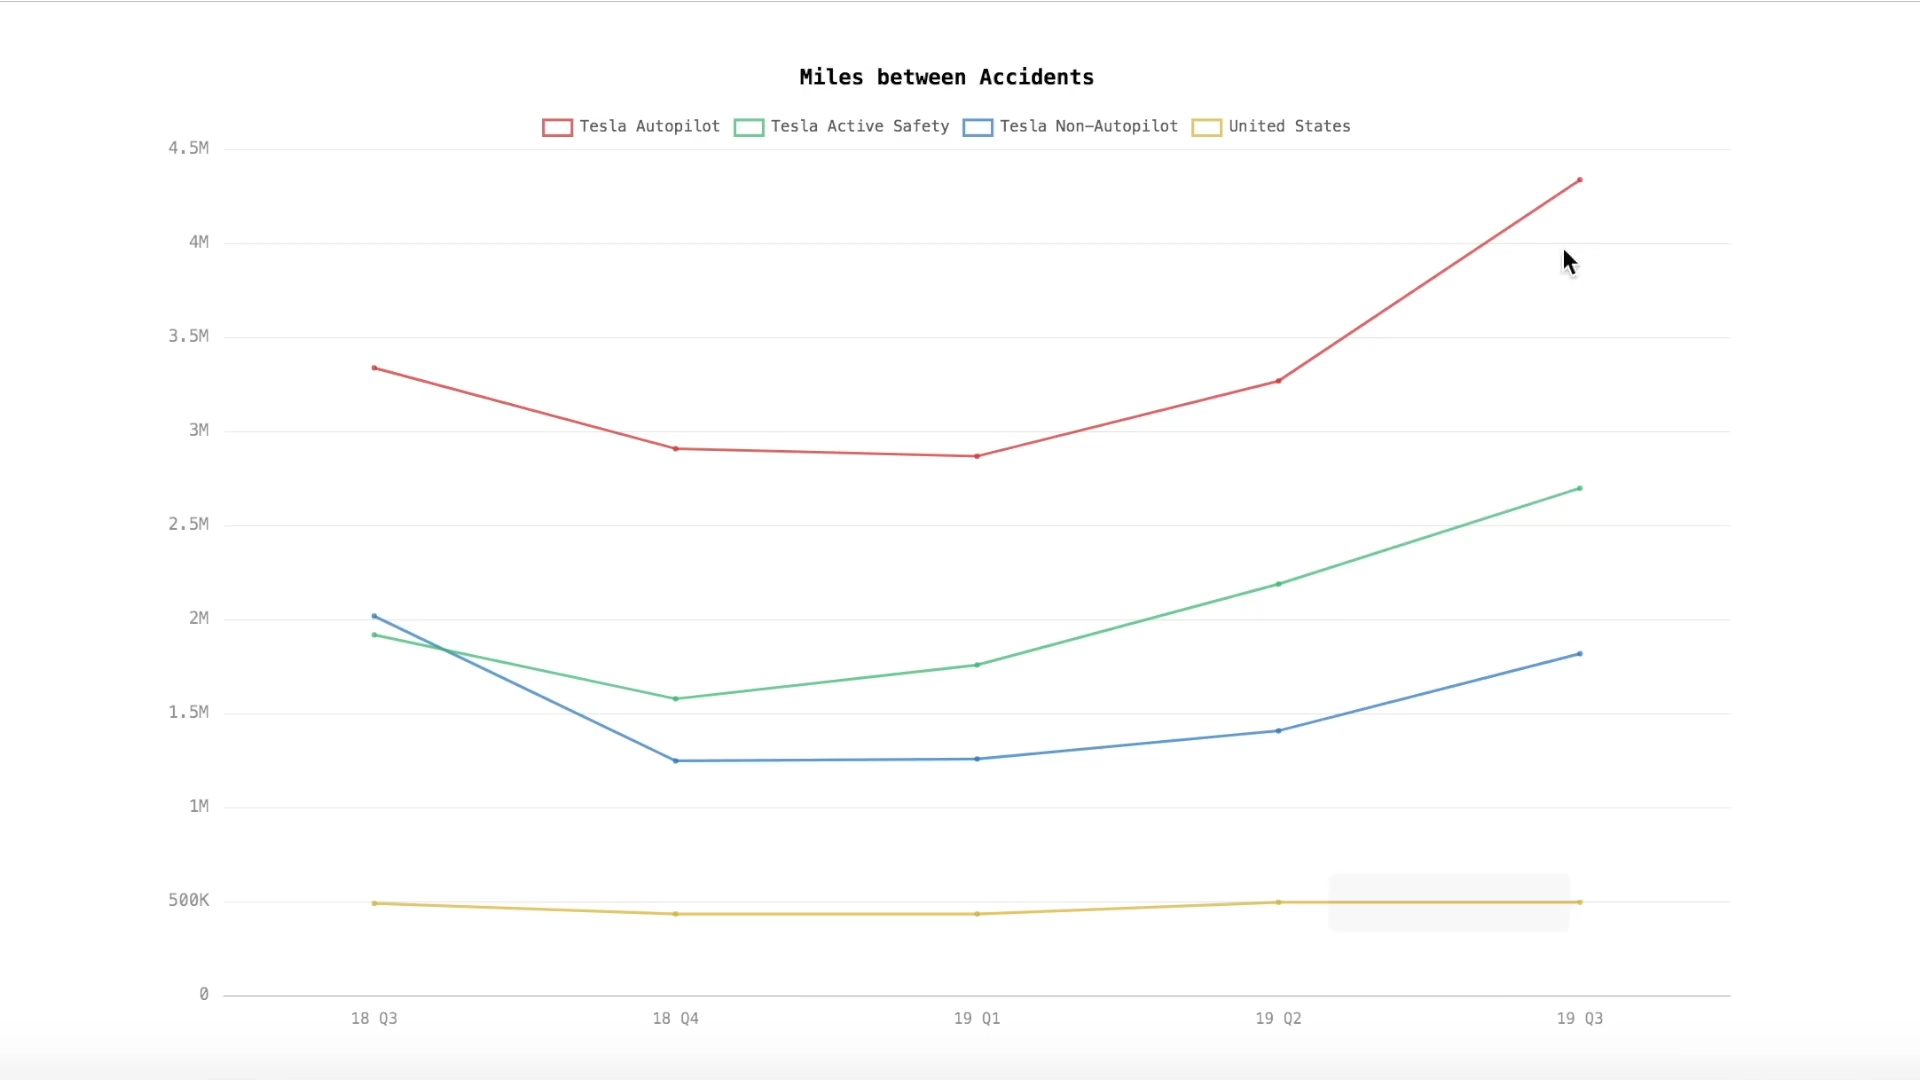 Miles between Accidents
Tesla Autopilot Tesla Active Safety Tesla Non-Autopilot United States
4.5M
4M
3.5M
3M
2.5M
2M
1.5M
1M
500K
0
18 Q3 18 Q4 19 Q1 19 Q2 19 Q3